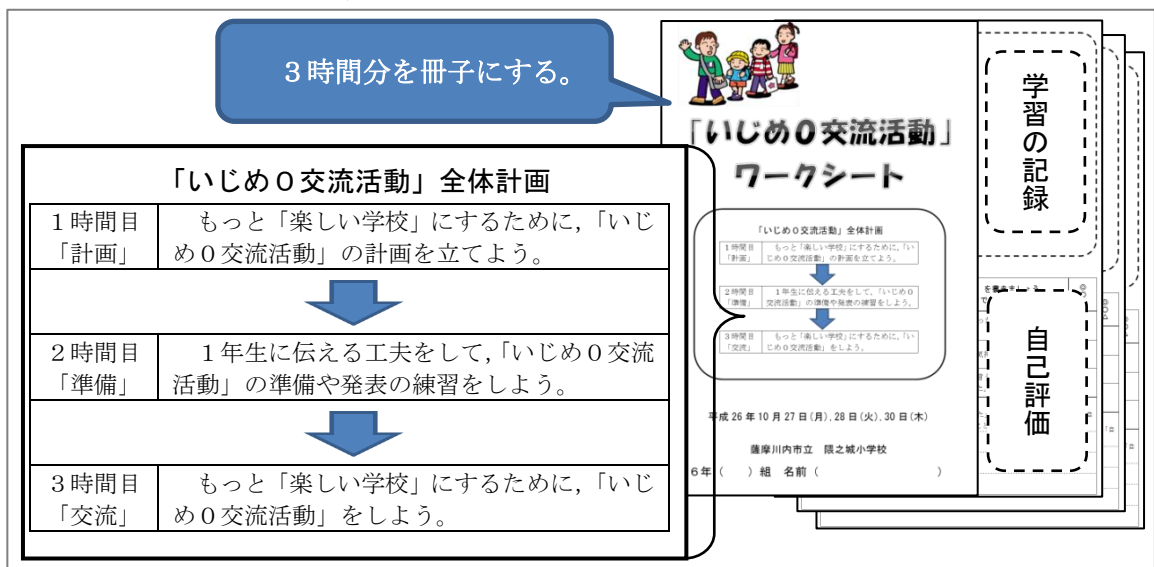 3時間分を冊子にする。
「いじめ0交流活動」全体計画
1時間目
「計画」
もっと「楽しい学校」にするために,「いじ
め0交流活動」の計画を立てよう。
2時間目
「準備」
1年生に伝える工夫をして,「いじめ0交流
活動」の準備や発表の練習をしよう。
3時間目
「交流」
もっと「楽しい学校」にするために,「いじ
め0交流活動」をしよう。
「いじめ0交流活動」
ワークシート
「いじめ0交流活動」全体計画
1時間目
「計画」
もっと「楽しい学校」にするために,「い
じめ0交流活動」の計画を立てよう。
2時間目
「準備」
1年生に伝える工夫をして,「いじめ0
交流活動」の準備や発表の練習をしよう。
3時間目
「交流」
もっと「楽しい学校」にするために,「い
じめ0交流活動」をしよう。
平成26年10月27日(月),28日(火),30日(木)
薩摩川内市立 隈之城小学校
6年( )組 名前( )
学習の記録
自己評価